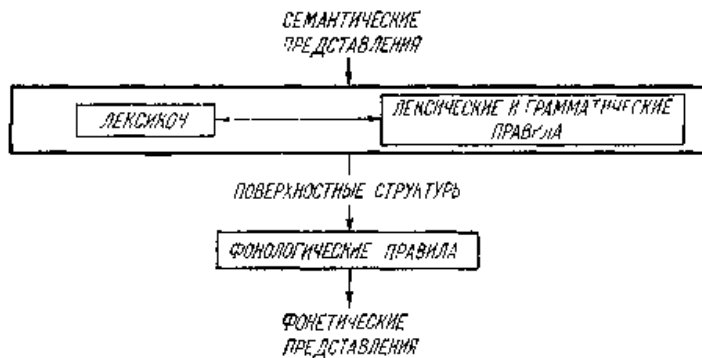 СЕМАНТИЧЕСКИЕ
ПРЕДСТАВЛЕНИЯ
ЛЕКСИКОН
ЛЕКСИЧЕСКИЕ И ГРАММАТИЧЕСКИЕ
ПРАВИЛА
ПОВЕРХНОСТНЫЕ СТРУКТУРЫ
ФОНОЛОГИЧЕСКИЕ ПРАВИЛА
ФОНЕТИЧЕСКИЕ
ПРЕДСТАВЛЕНИЯ